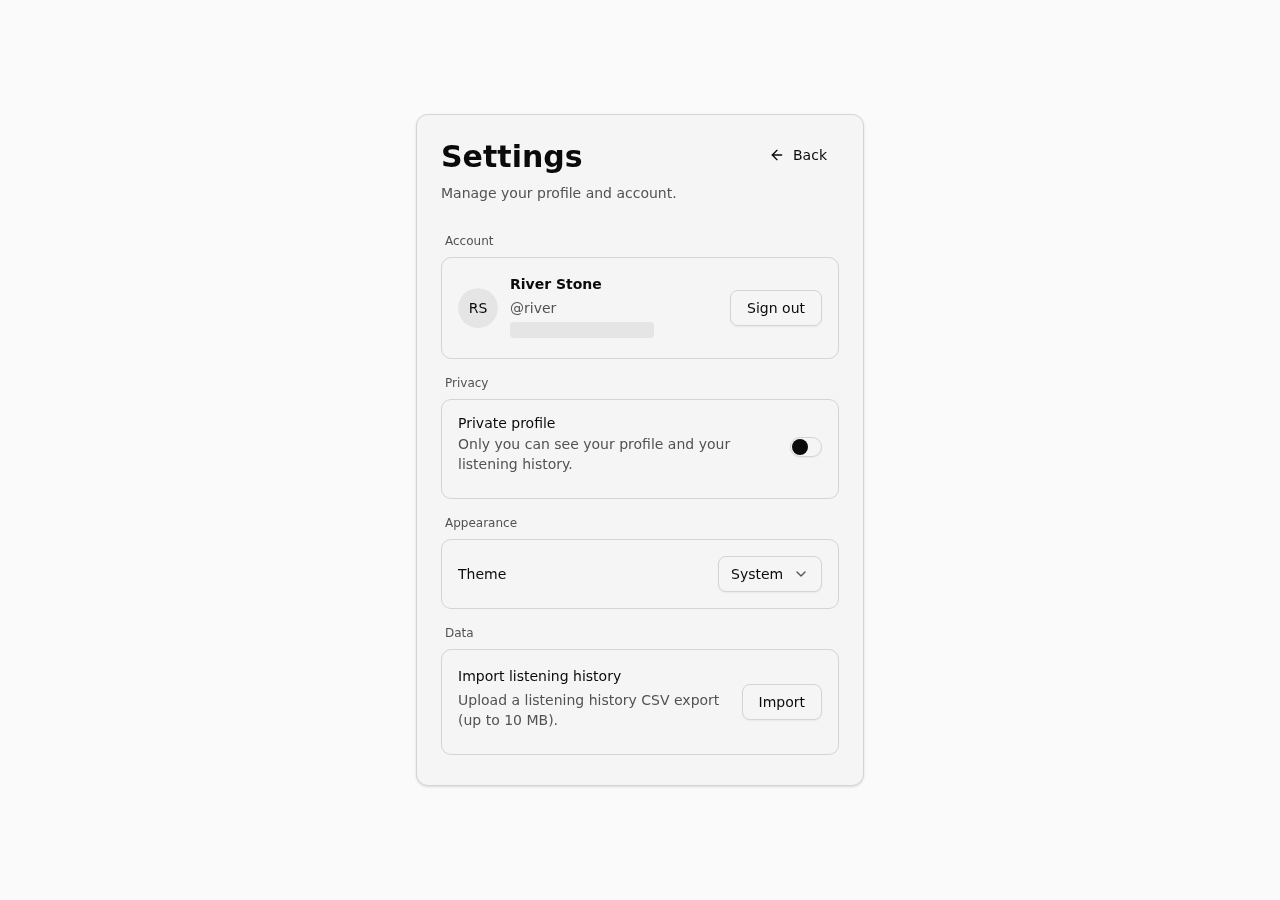 Settings
Back
Manage your profile and account.
Account
RS
River Stone
@river
Sign out
Privacy
Private profile
Only you can see your profile and your
listening history.
Appearance
Theme
System
Data
Import listening history
Upload a listening history CSV export
(up to 10 MB).
Import